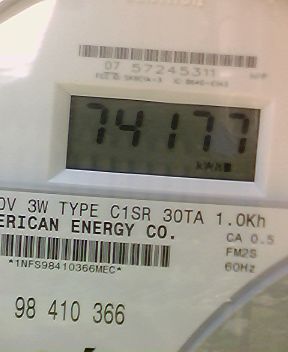 07 57245311
74177
kWh
0V 3W TYPE C1SR 30TA 1.0Kh
ERICAN ENERGY CO.
CA 0.5
FM2S
60Hz
*1NFS98410366MEC*
98 410 366